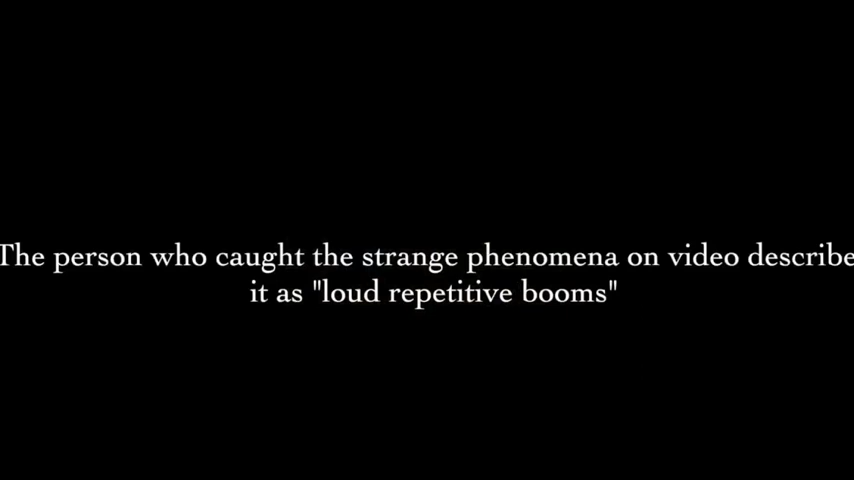 The person who caught the strange phenomena on video describe
it as "loud repetitive booms"